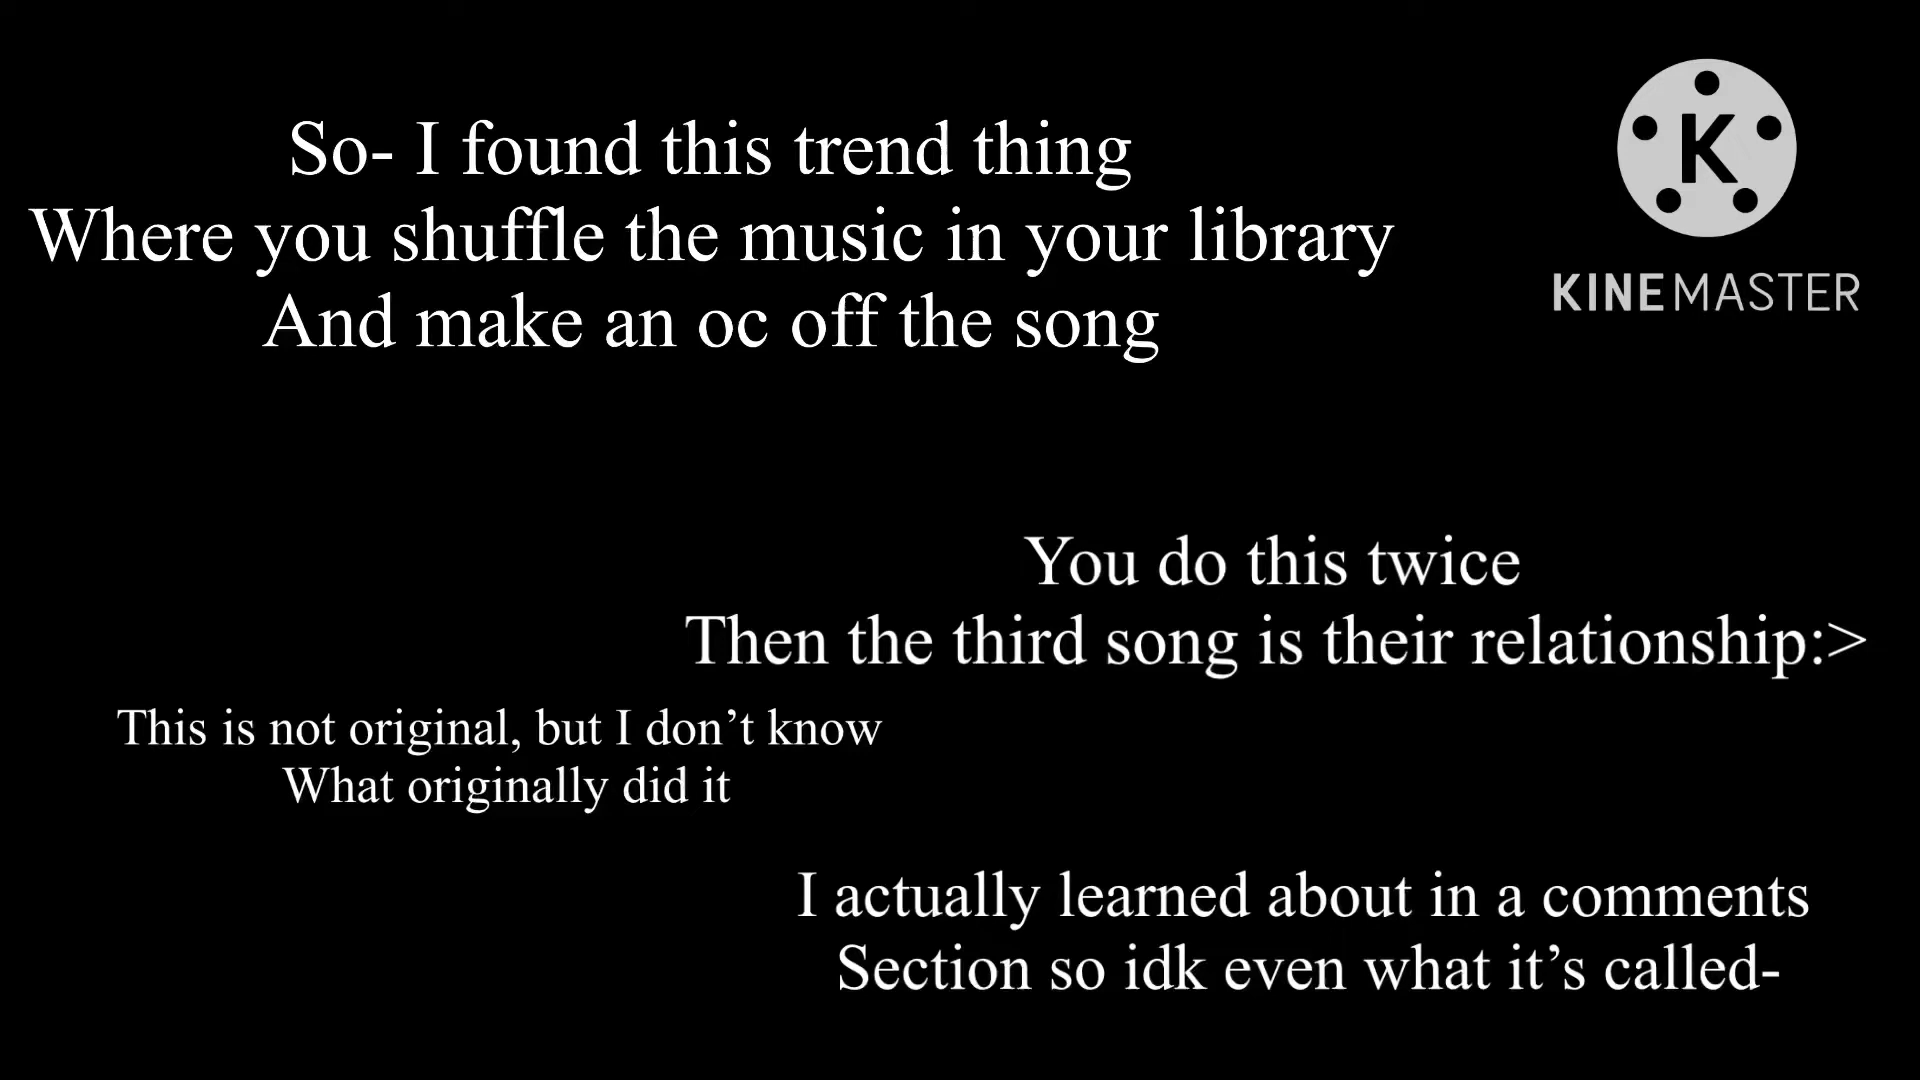 So- I found this trend thing
Where you shuffle the music in your library
And make an oc off the song
K
KINEMASTER
You do this twice
Then the third song is their relationship:>
This is not original, but I don’t know
What originally did it
I actually learned about in a comments
Section so idk even what it’s called-